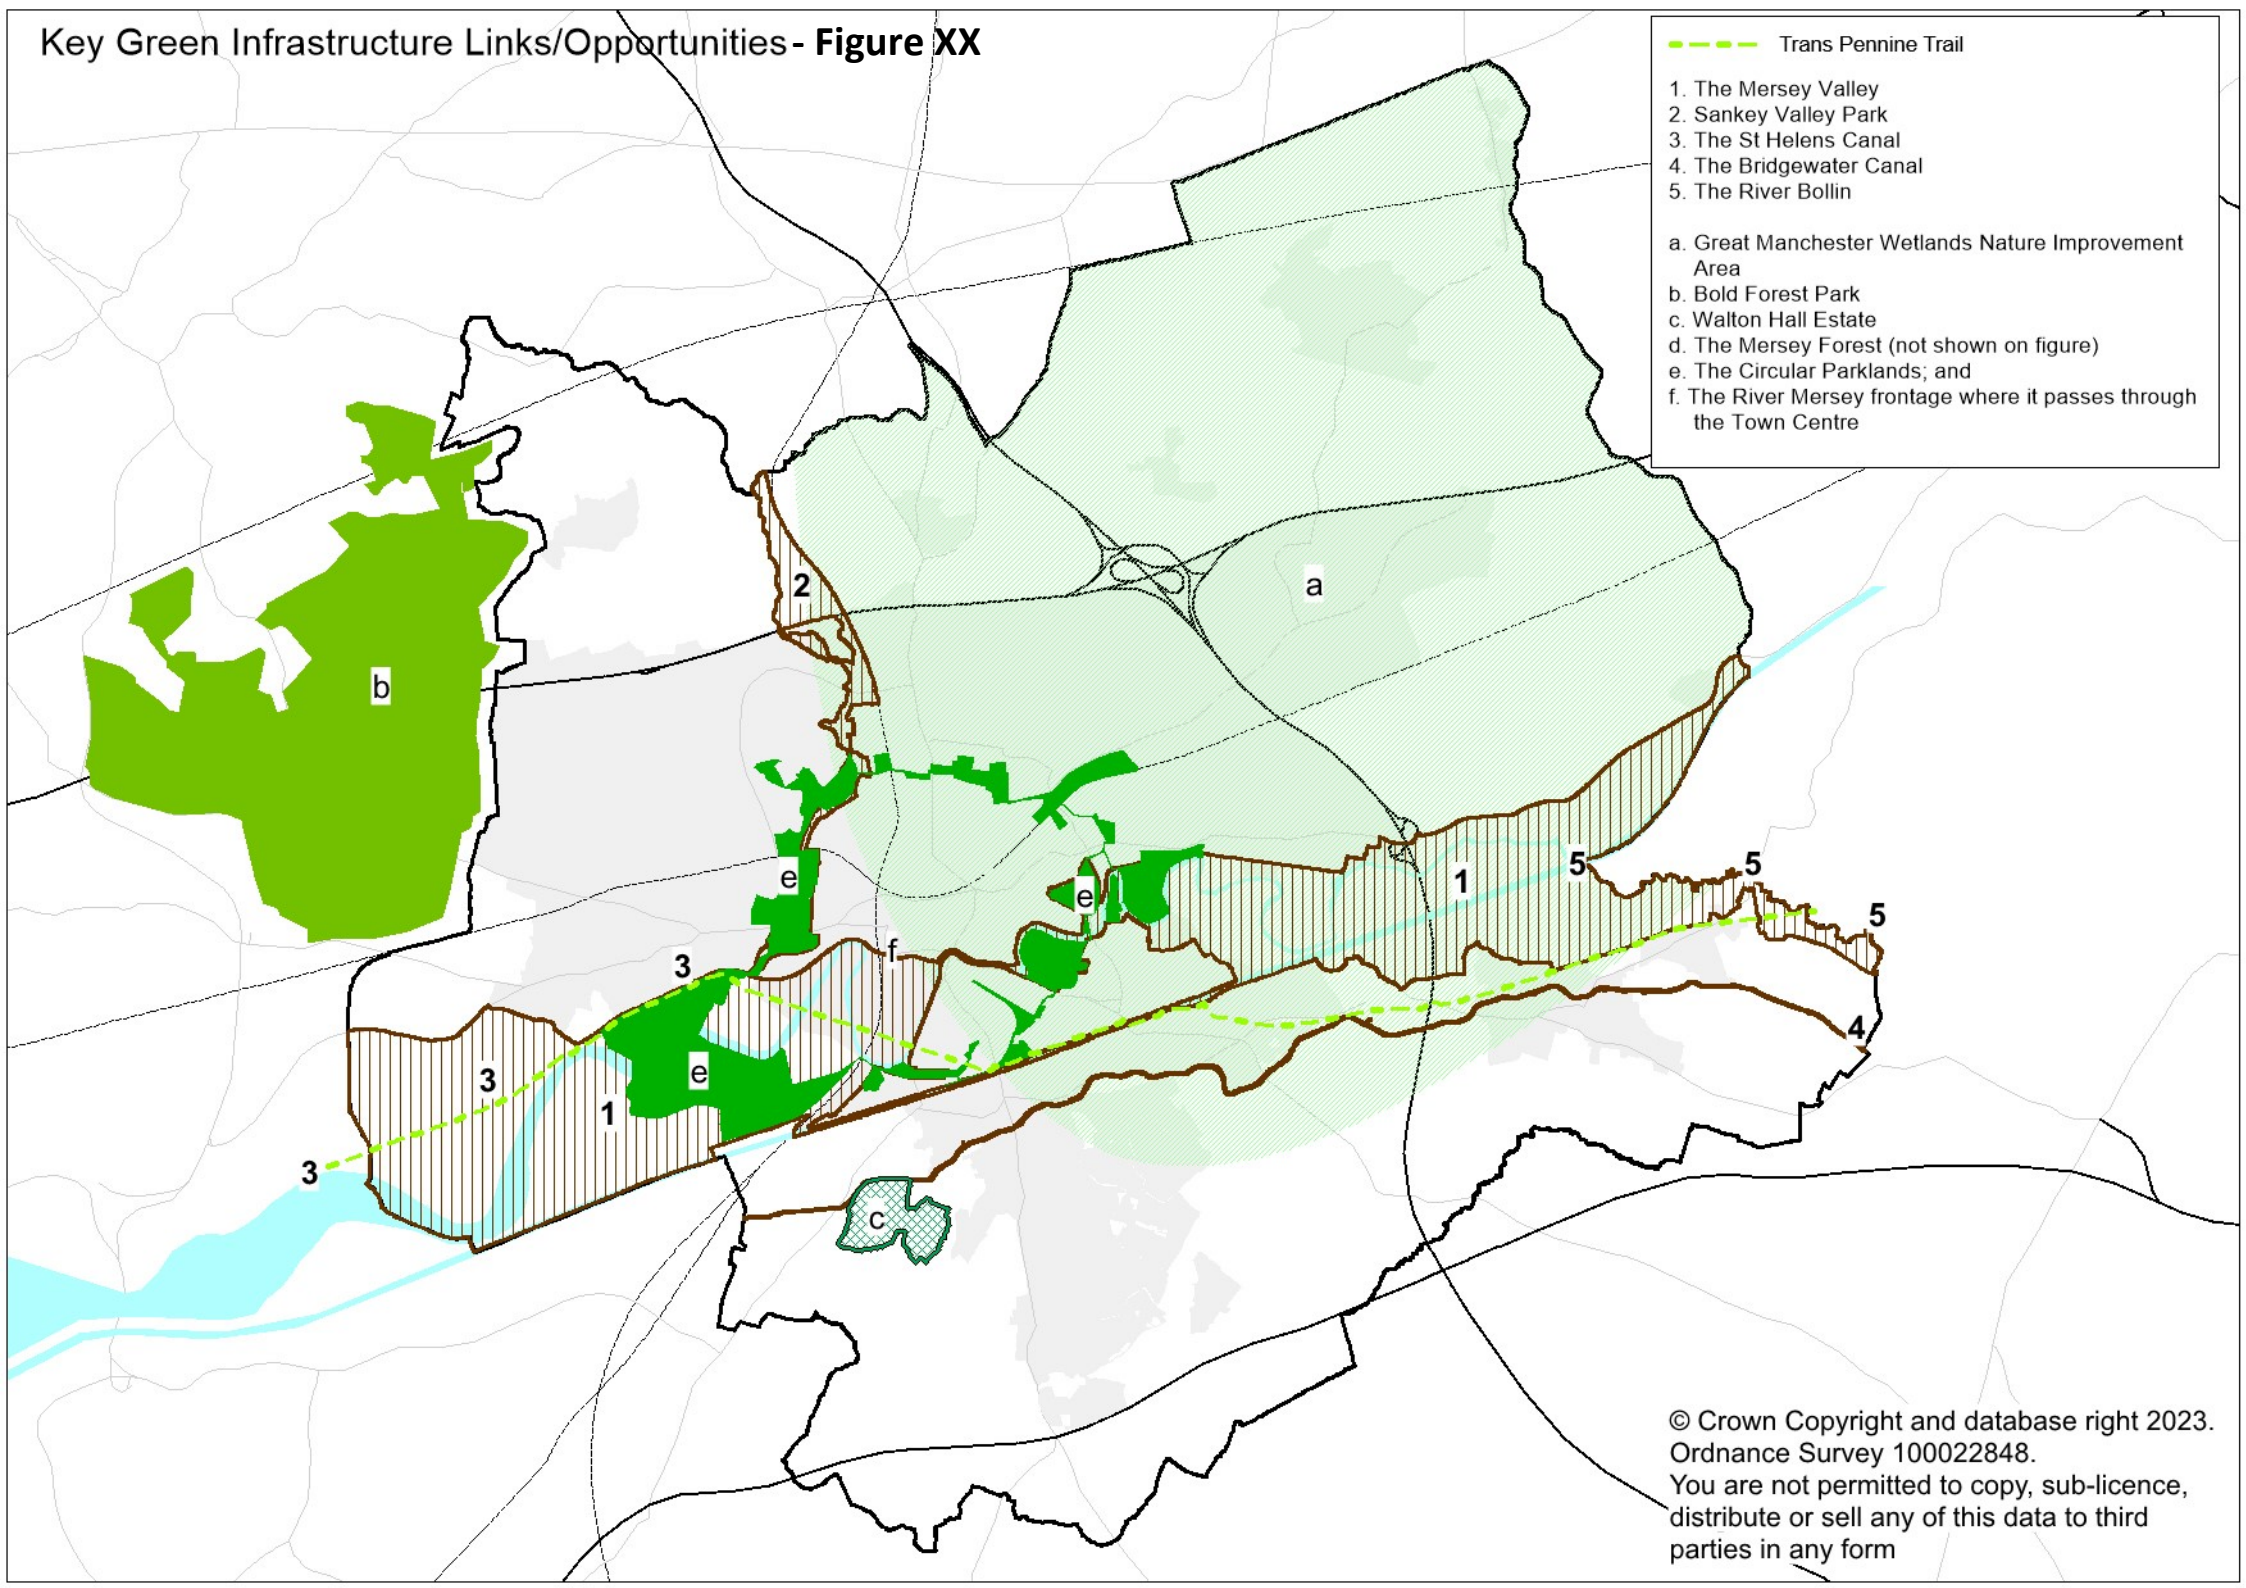 Key Green Infrastructure Links/Opportunities - Figure XX
Trans Pennine Trail
1. The Mersey Valley
2. Sankey Valley Park
3. The St Helens Canal
4. The Bridgewater Canal
5. The River Bollin
a. Great Manchester Wetlands Nature Improvement
Area
b. Bold Forest Park
c. Walton Hall Estate
d. The Mersey Forest (not shown on figure)
e. The Circular Parklands; and
f. The River Mersey frontage where it passes through
the Town Centre
2
a
b
e
e
1
5
5
5
f
3
4
3
e
1
3
c
© Crown Copyright and database right 2023.
Ordnance Survey 100022848.
You are not permitted to copy, sub-licence,
distribute or sell any of this data to third
parties in any form